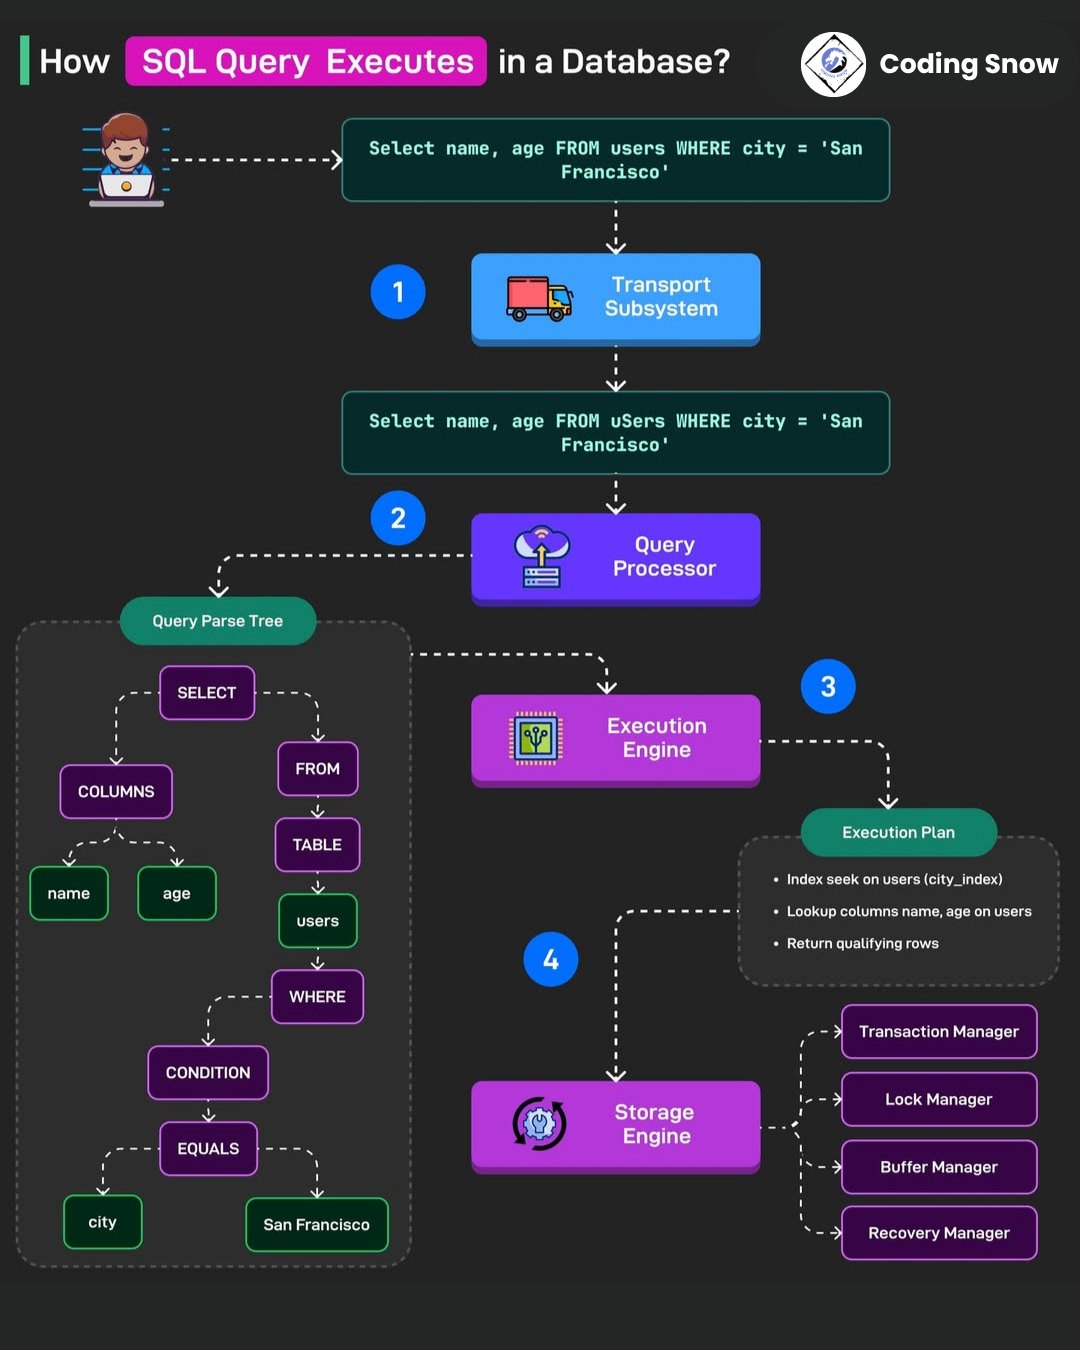 How SQL Query Executes in a Database?
Coding Snow
Select name, age FROM users WHERE city = 'San
Francisco'
1
Transport
Subsystem
Select name, age FROM uSers WHERE city = 'San
Francisco'
2
Query
Processor
Query Parse Tree
SELECT
COLUMNS
FROM
TABLE
name
age
users
WHERE
CONDITION
EQUALS
city
San Francisco
Execution
Engine
3
Execution Plan
• Index seek on users (city_index)
• Lookup columns name, age on users
• Return qualifying rows
4
Storage
Engine
Transaction Manager
Lock Manager
Buffer Manager
Recovery Manager